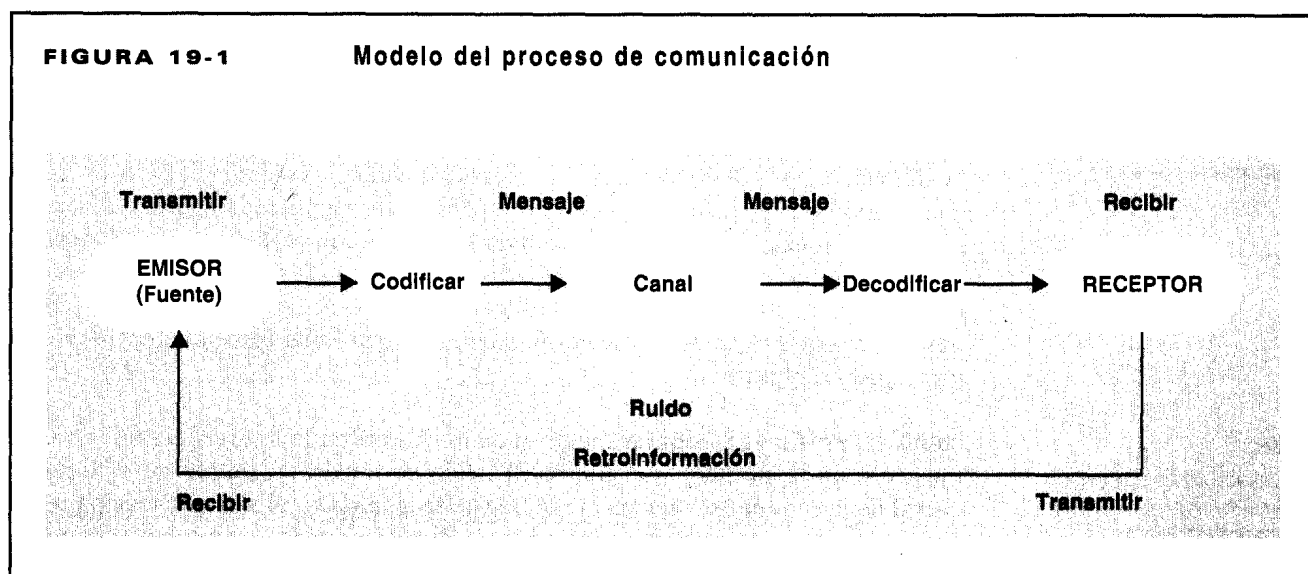 FIGURA 19-1 Modelo del proceso de comunicación
Transmitir Mensaje Mensaje Recibir
EMISOR
(Fuente)
Codificar Canal Decodificar RECEPTOR
Ruido
Retroinformación
Recibir Transmitir